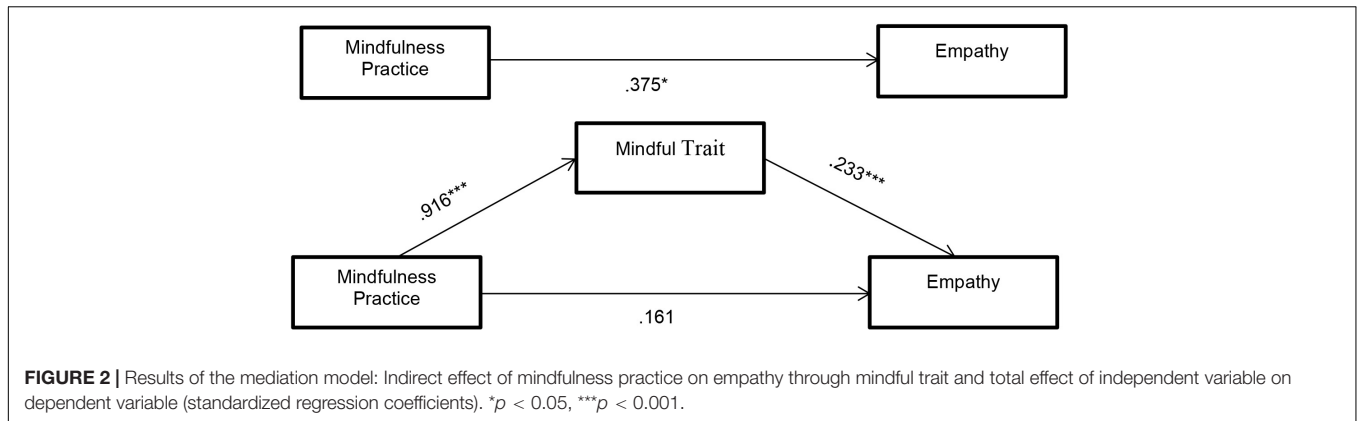 Mindfulness
Practice
Empathy
.375*
Mindful Trait
.916***
.233***
Mindfulness
Practice
Empathy
.161
FIGURE 2 | Results of the mediation model: Indirect effect of mindfulness practice on empathy through mindful trait and total effect of independent variable on
dependent variable (standardized regression coefficients). *p < 0.05, ***p < 0.001.